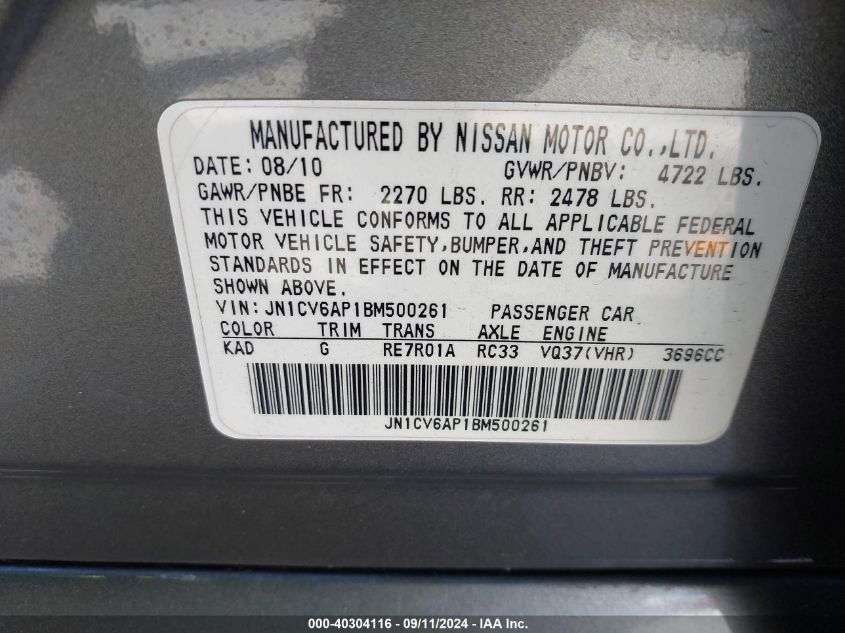 MANUFACTURED BY NISSAN MOTOR CO.,LTD.
DATE: 08/10 GVWR/PNBV: 4722 LBS.
GAWR/PNBE FR: 2270 LBS. RR: 2478 LBS.
THIS VEHICLE CONFORMS TO ALL APPLICABLE FEDERAL
MOTOR VEHICLE SAFETY,BUMPER,AND THEFT PREVENTION
STANDARDS IN EFFECT ON THE DATE OF MANUFACTURE
SHOWN ABOVE.
VIN:JN1CV6AP1BM500261 PASSENGER CAR
COLOR TRIM TRANS AXLE ENGINE
KAD G RE7R01A RC33 VQ37(VHR) 3696CC
JN1CV6AP1BM500261
000-40304116 - 09/11/2024 - IAA Inc.